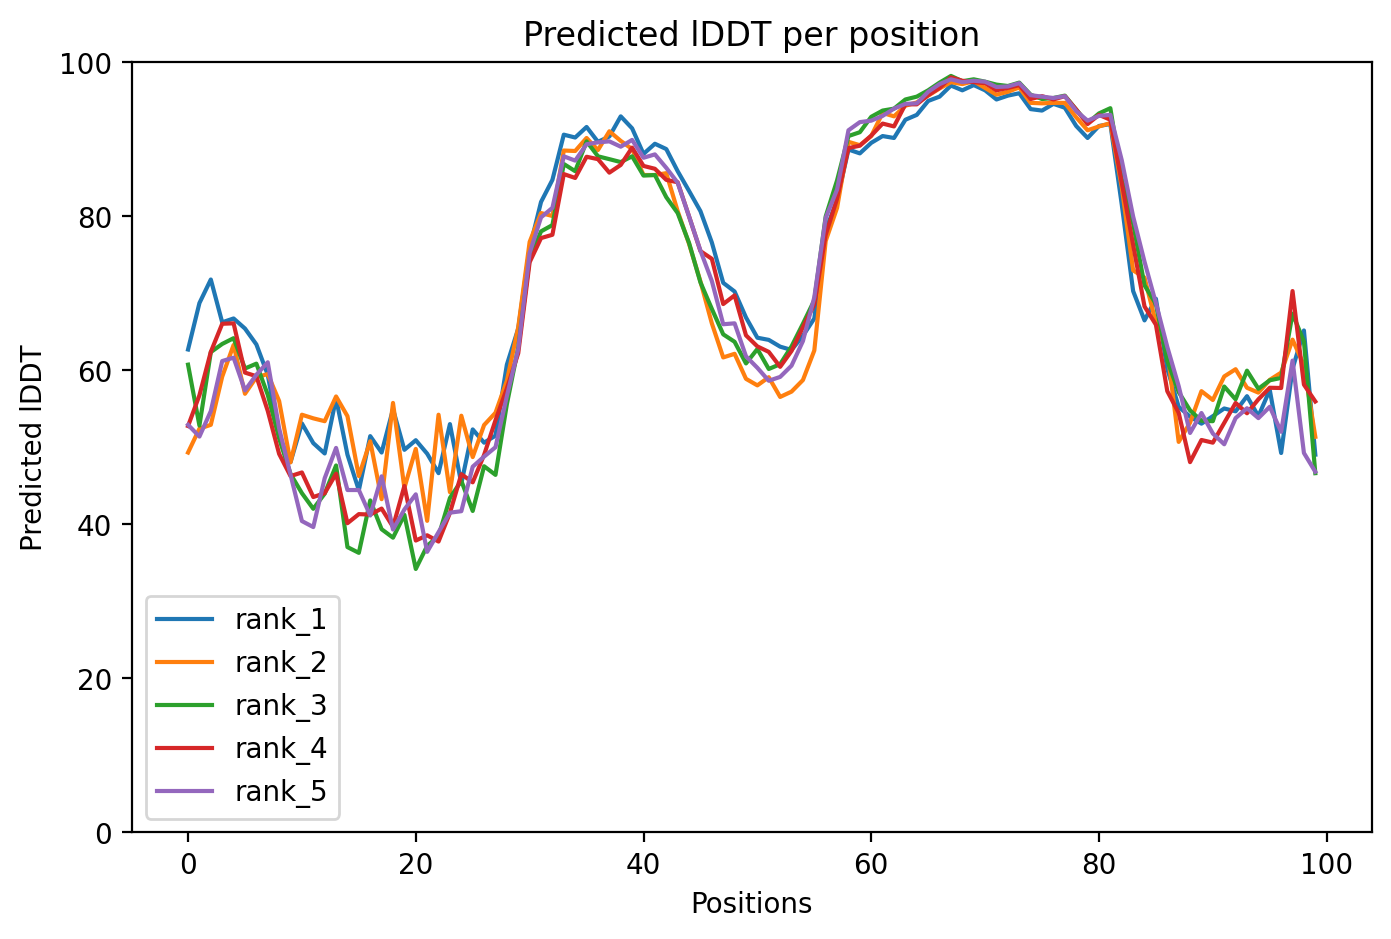 Predicted lDDT per position
Predicted lDDT
100
80
60
40
20
0
rank_1
rank_2
rank_3
rank_4
rank_5
0 20 40 60 80 100
Positions